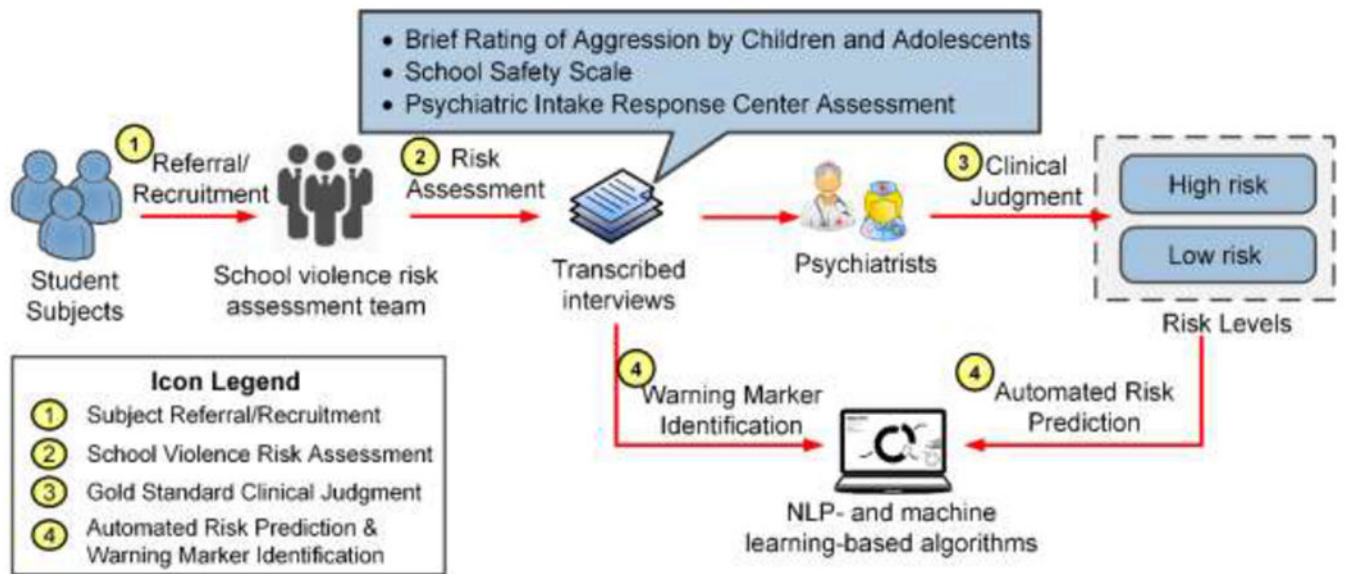 • Brief Rating of Aggression by Children and Adolescents
• School Safety Scale
• Psychiatric Intake Response Center Assessment
1 Referral/
Recruitment
2 Risk
Assessment
3 Clinical
Judgment
High risk
Low risk
Student
Subjects
School violence risk
assessment team
Transcribed
interviews
Psychiatrists
Risk Levels
4 Warning Marker
Identification
4 Automated Risk
Prediction
NLP- and machine
learning-based algorithms
Icon Legend
1 Subject Referral/Recruitment
2 School Violence Risk Assessment
3 Gold Standard Clinical Judgment
4 Automated Risk Prediction &
Warning Marker Identification